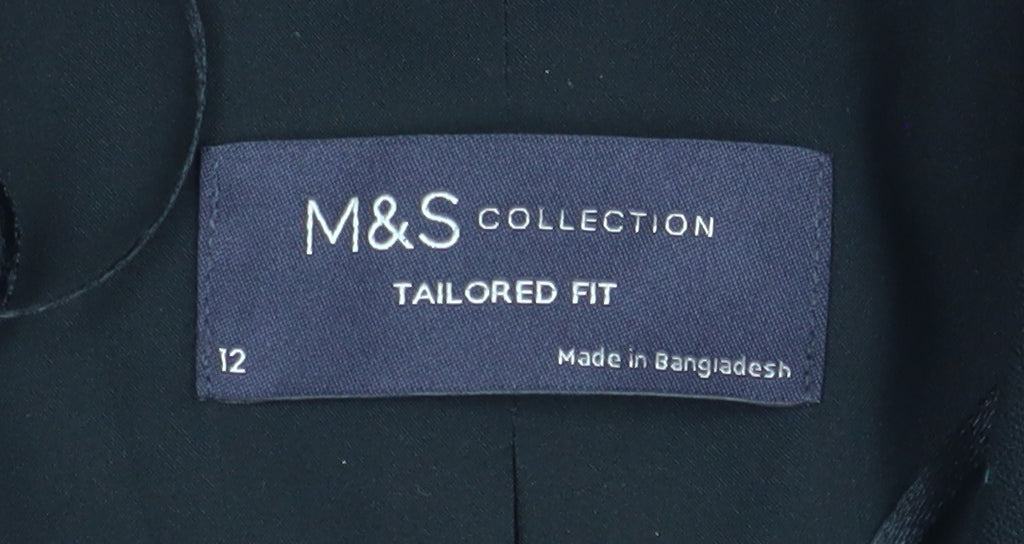 M&S COLLECTION
TAILORED FIT
12
Made in Bangladesh